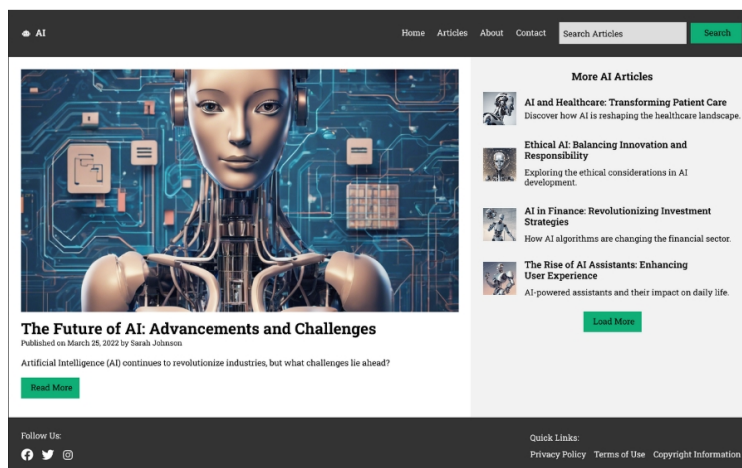 AI
Home Articles About Contact Search Articles Search
The Future of AI: Advancements and Challenges
Published on March 25, 2022 by Sarah Johnson
Artificial Intelligence (AI) continues to revolutionize industries, but what challenges lie ahead?
Read More
More AI Articles
AI and Healthcare: Transforming Patient Care
Discover how AI is reshaping the healthcare landscape.
Ethical AI: Balancing Innovation and
Responsibility
Exploring the ethical considerations in AI
development.
AI in Finance: Revolutionizing Investment
Strategies
How AI algorithms are changing the financial sector.
The Rise of AI Assistants: Enhancing
User Experience
AI-powered assistants and their impact on daily life.
Load More
Follow Us:
Quick Links:
Privacy Policy Terms of Use Copyright Information